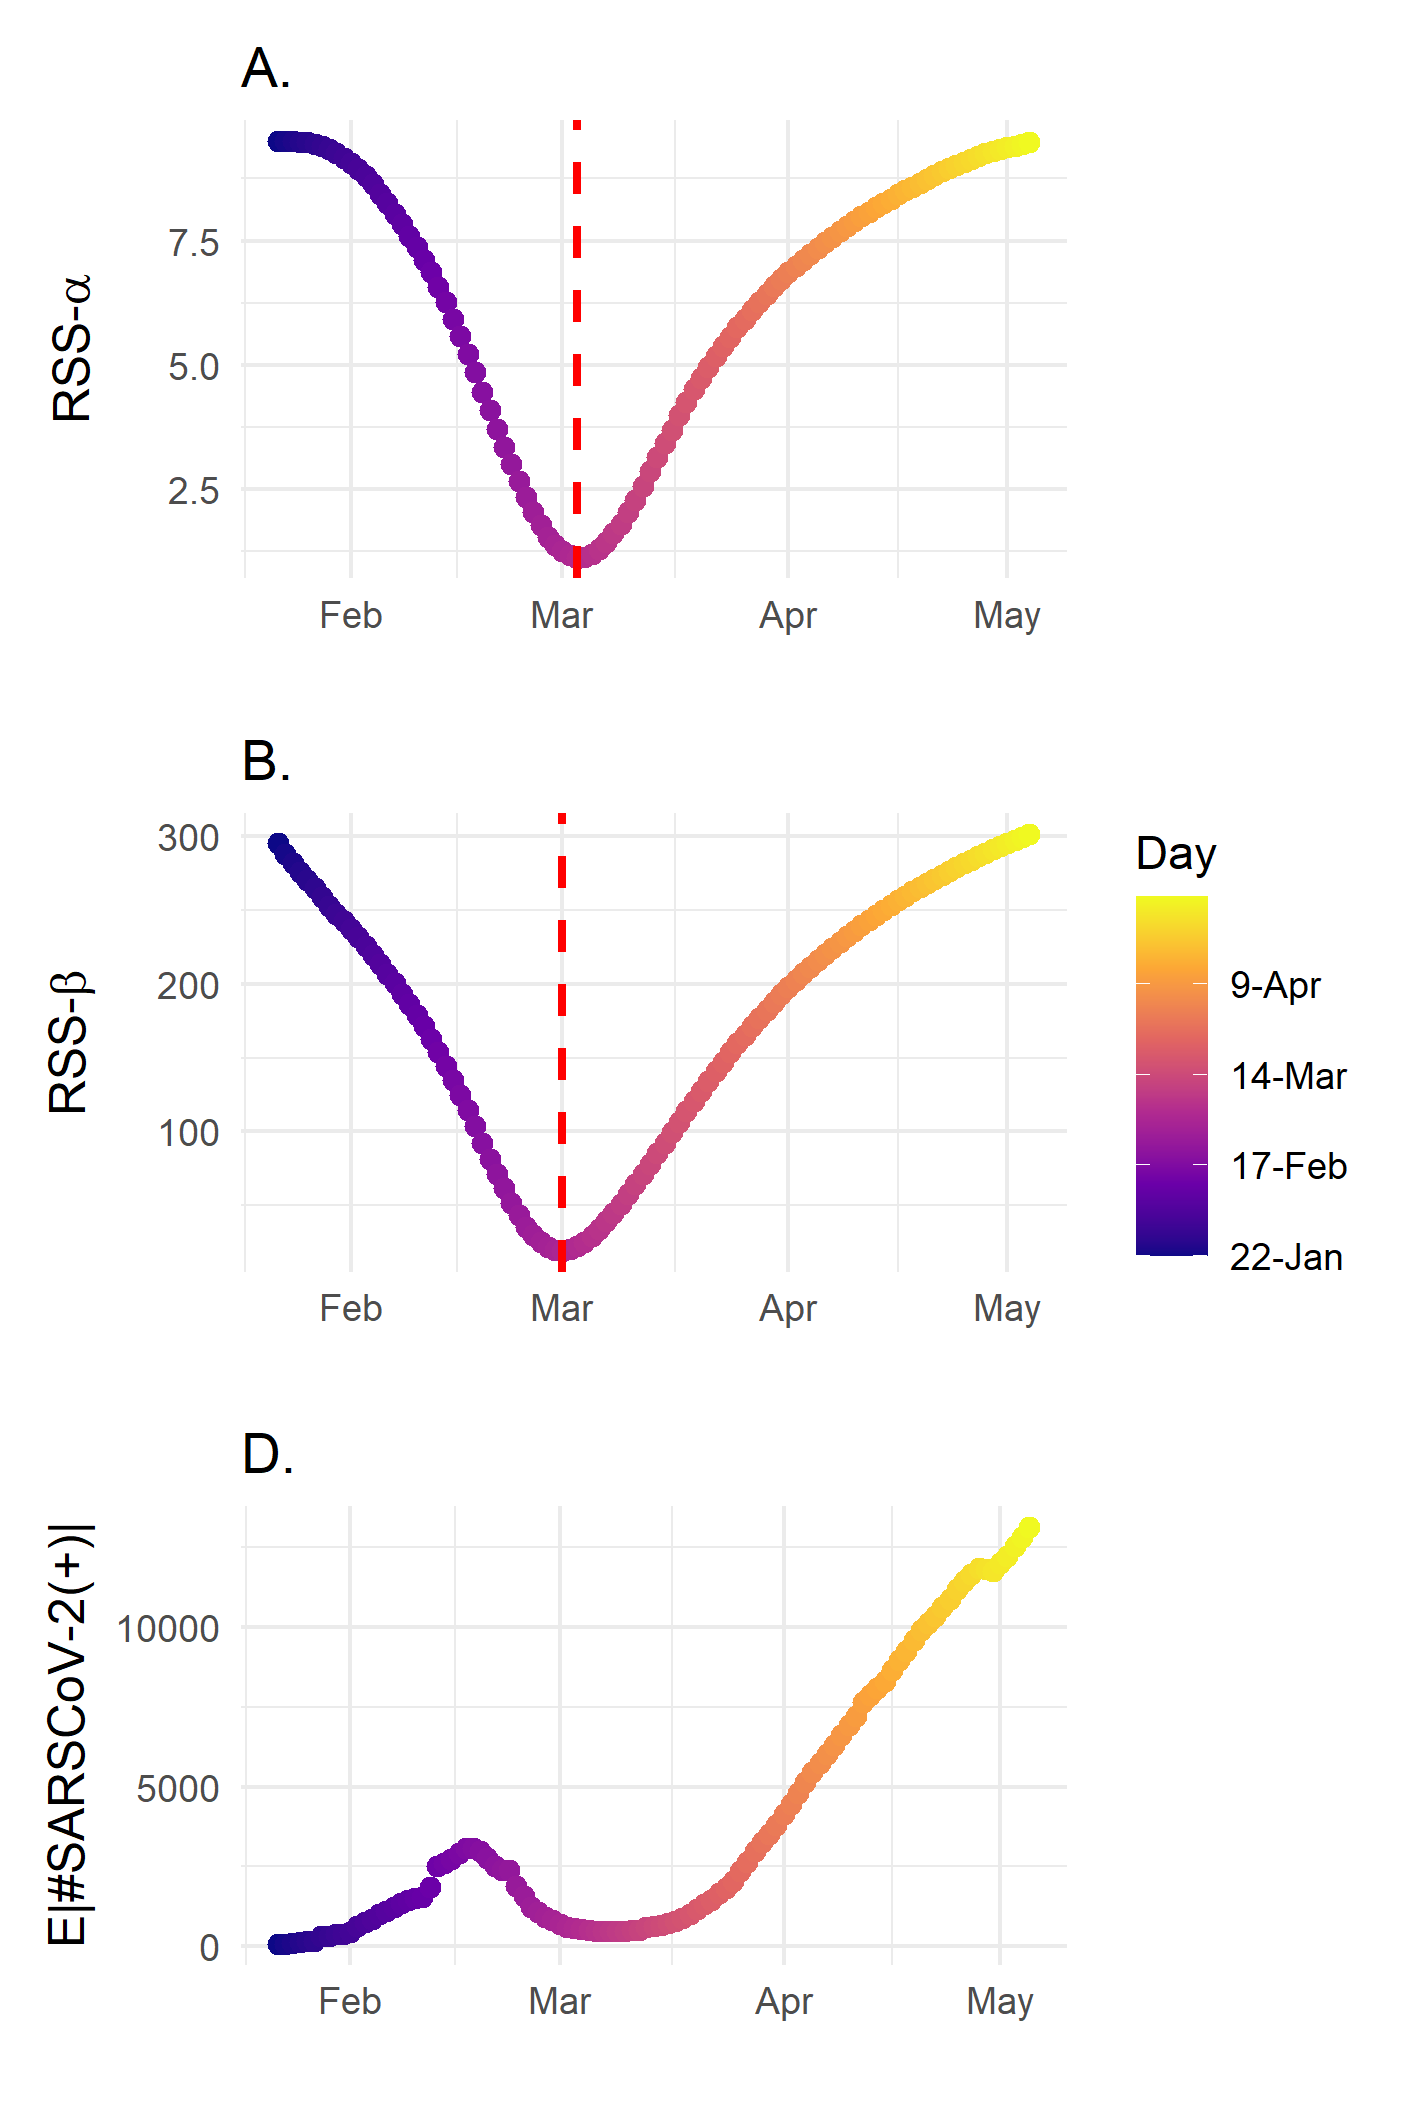 A.
RSS-α
7.5
5.0
2.5
Feb Mar Apr May
B.
RSS-β
300
200
100
Feb Mar Apr May
Day
9-Apr
14-Mar
17-Feb
22-Jan
D.
E|#SARSCoV-2(+)|
10000
5000
0
Feb Mar Apr May